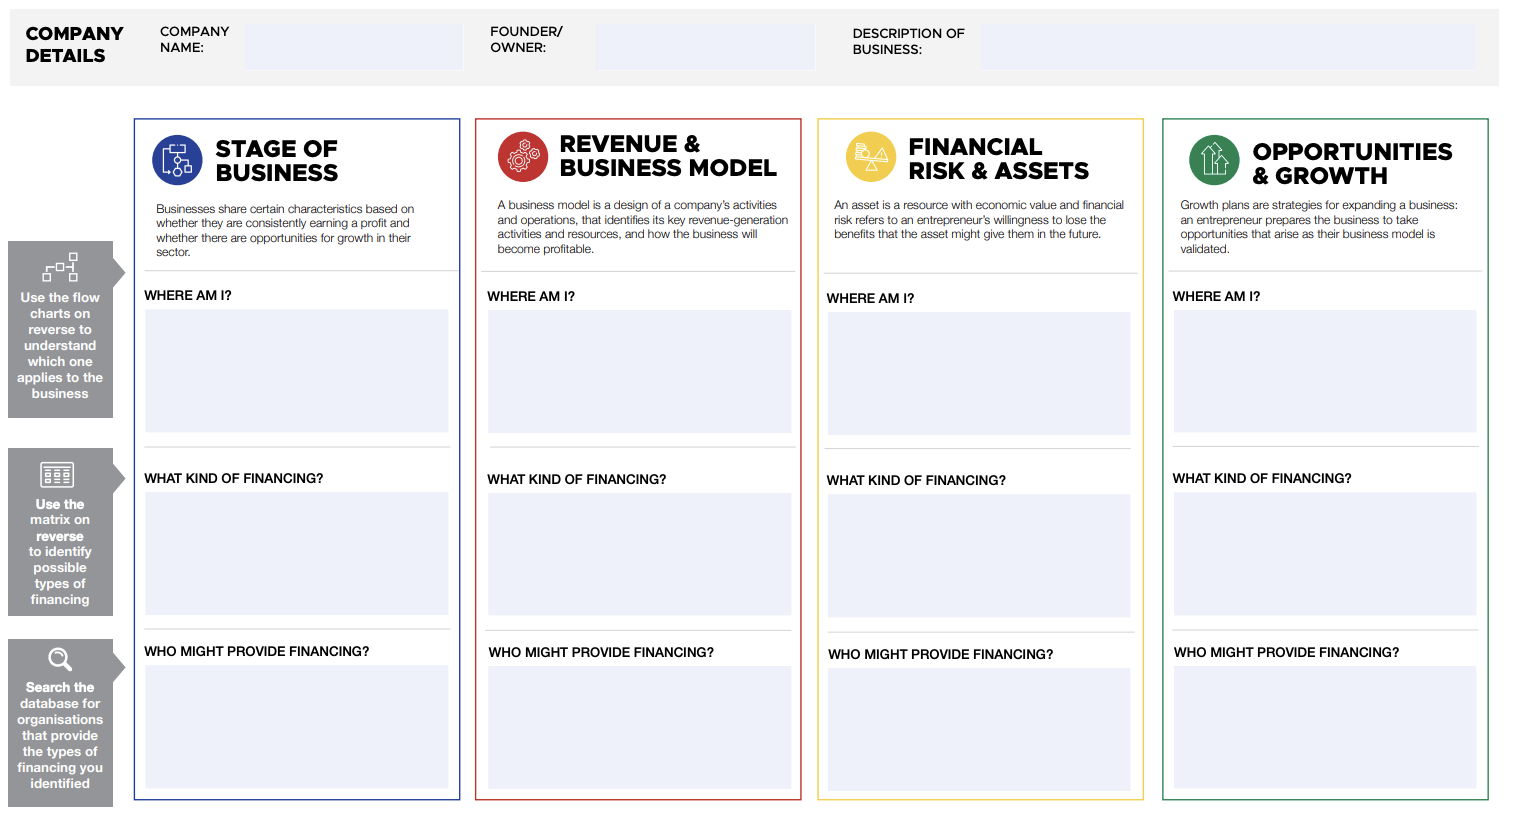 COMPANY
DETAILS
COMPANY
NAME:
FOUNDER/
OWNER:
DESCRIPTION OF
BUSINESS:
Use the flow
charts on
reverse to
understand
which one
applies to the
business
Use the
matrix on
reverse
to identify
possible
types of
financing
Search the
database for
organisations
that provide
the types of
financing you
identified
STAGE OF
BUSINESS
Businesses share certain characteristics based on
whether they are consistently earning a profit and
whether there are opportunities for growth in their
sector.
WHERE AM I?
WHAT KIND OF FINANCING?
WHO MIGHT PROVIDE FINANCING?
REVENUE &
BUSINESS MODEL
A business model is a design of a company's activities
and operations, that identifies its key revenue-generation
activities and resources, and how the business will
become profitable.
WHERE AM I?
WHAT KIND OF FINANCING?
WHO MIGHT PROVIDE FINANCING?
FINANCIAL
RISK & ASSETS
An asset is a resource with economic value and financial
risk refers to an entrepreneur's willingness to lose the
benefits that the asset might give them in the future.
WHERE AM I?
WHAT KIND OF FINANCING?
WHO MIGHT PROVIDE FINANCING?
OPPORTUNITIES
& GROWTH
Growth plans are strategies for expanding a business:
an entrepreneur prepares the business to take
opportunities that arise as their business model is
validated.
WHERE AM I?
WHAT KIND OF FINANCING?
WHO MIGHT PROVIDE FINANCING?